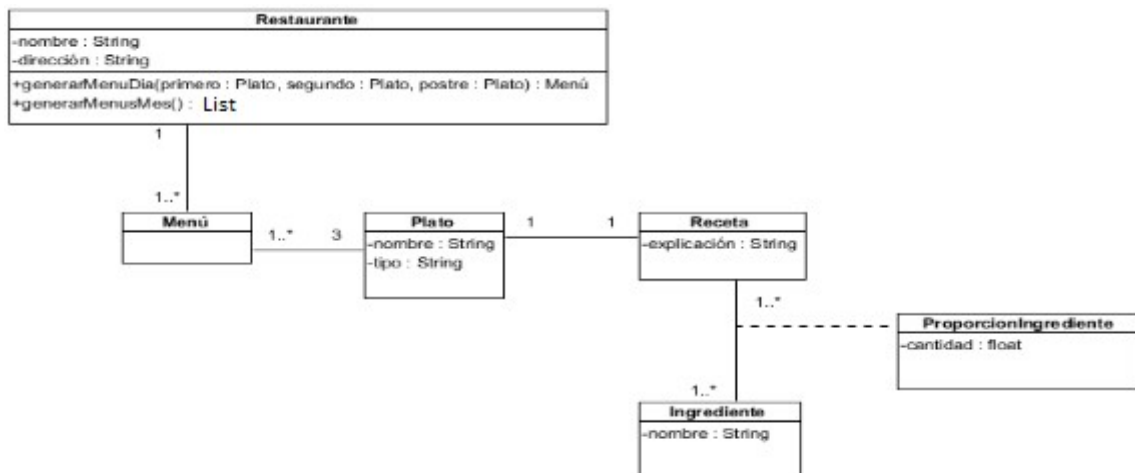 Restaurante
-nombre : String
-dirección : String
+generarMenuDia(primero : Plato, segundo : Plato, postre : Plato) : Menú
+generarMenusMes() : List
1
1..*
Menú
1..*
3
Plato
-nombre : String
-tipo : String
1
1
Receta
-explicación : String
1..*
ProporcionIngrediente
-cantidad : float
1..*
Ingrediente
-nombre : String